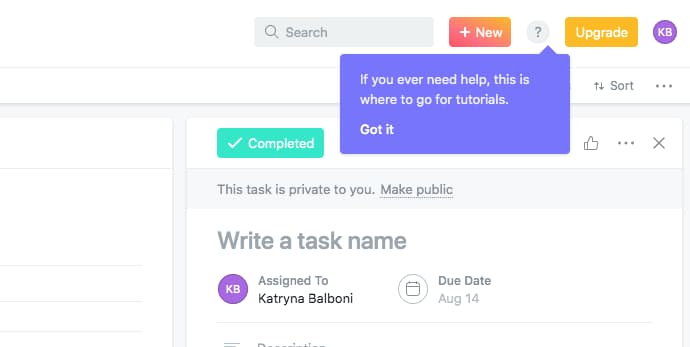 Search
+ New
?
Upgrade
KB
If you ever need help, this is
where to go for tutorials.
Got it
Sort
Completed
This task is private to you. Make public
Write a task name
KB
Assigned To
Katryna Balboni
Due Date
Aug 14
Description